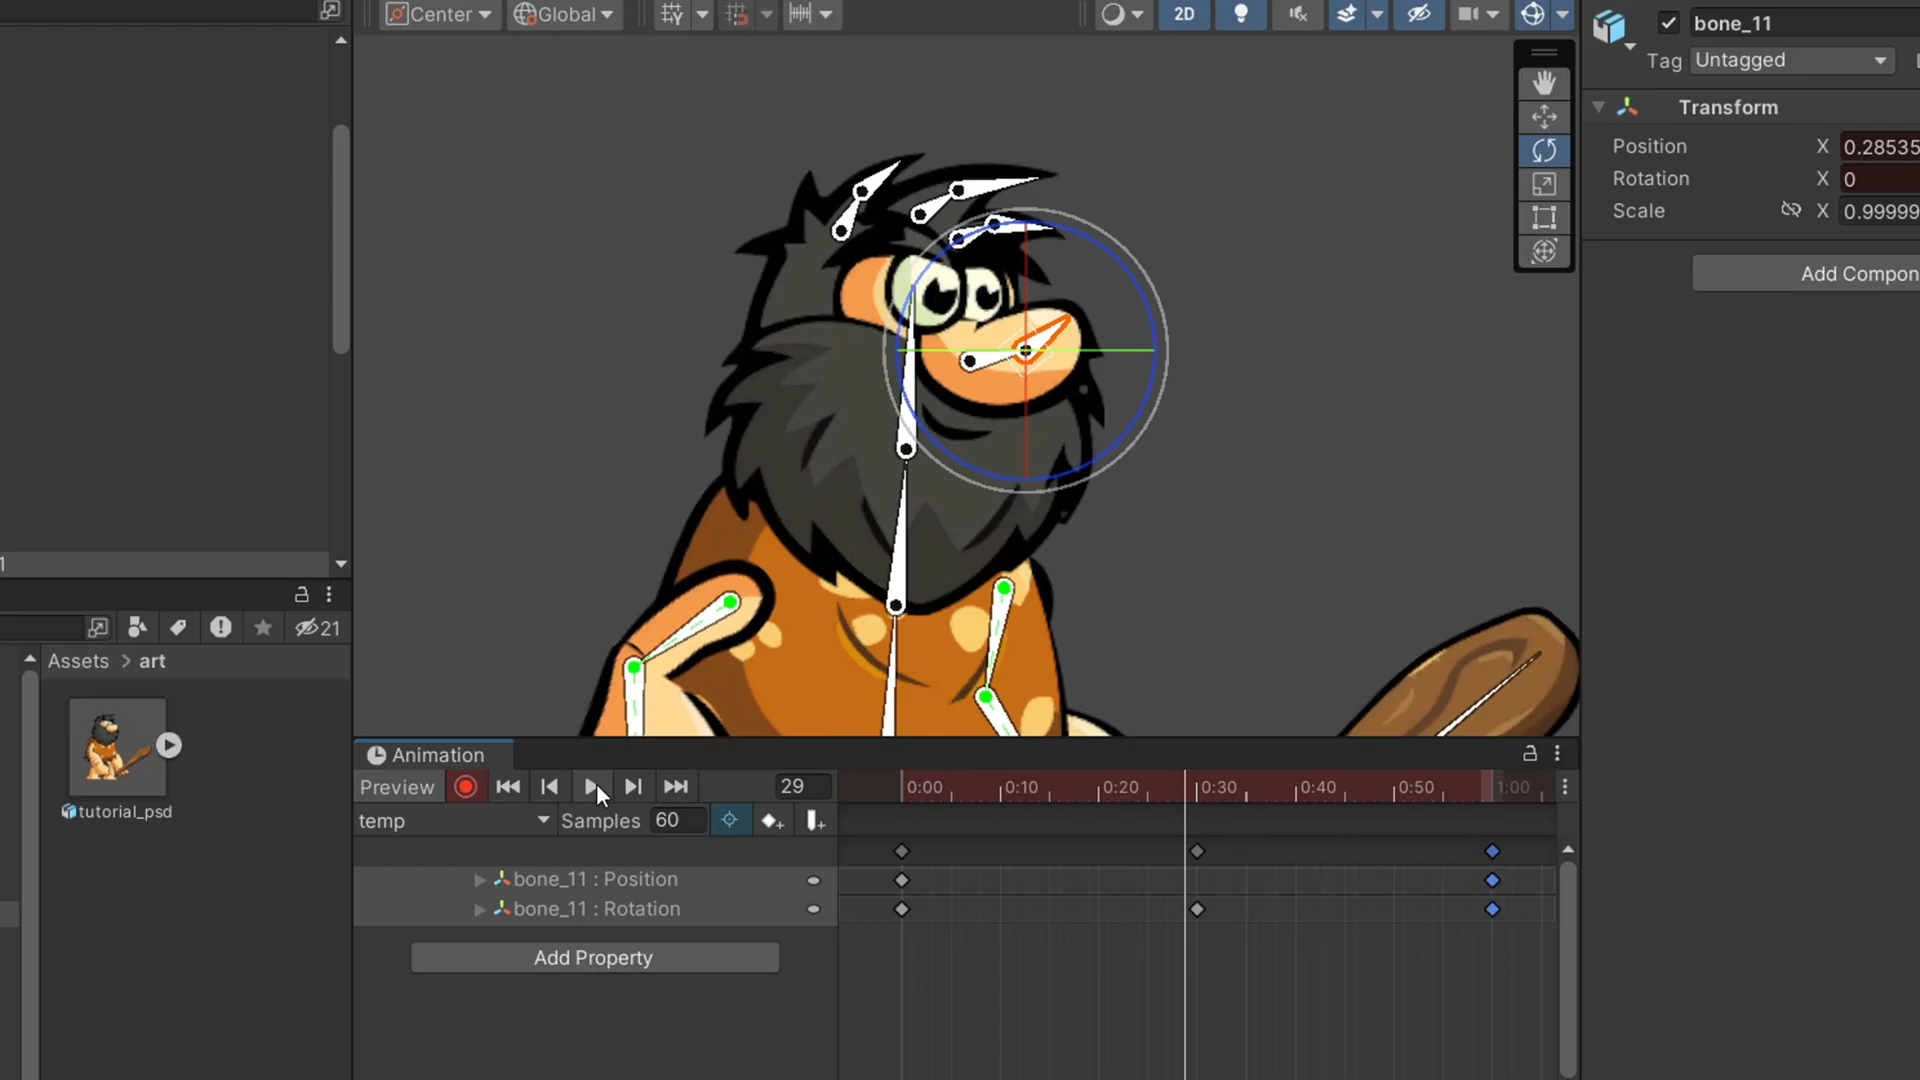 Center
Global
2D
bone_11
Tag Untagged
Transform
Position X 0.28535
Rotation X 0
Scale X 0.99999
Add Compon
21
Assets > art
tutorial_psd
Animation
Preview 29 0:00 0:10 0:20 0:30 0:40 0:50 1:00
temp Samples 60
bone_11 : Position
bone_11 : Rotation
Add Property